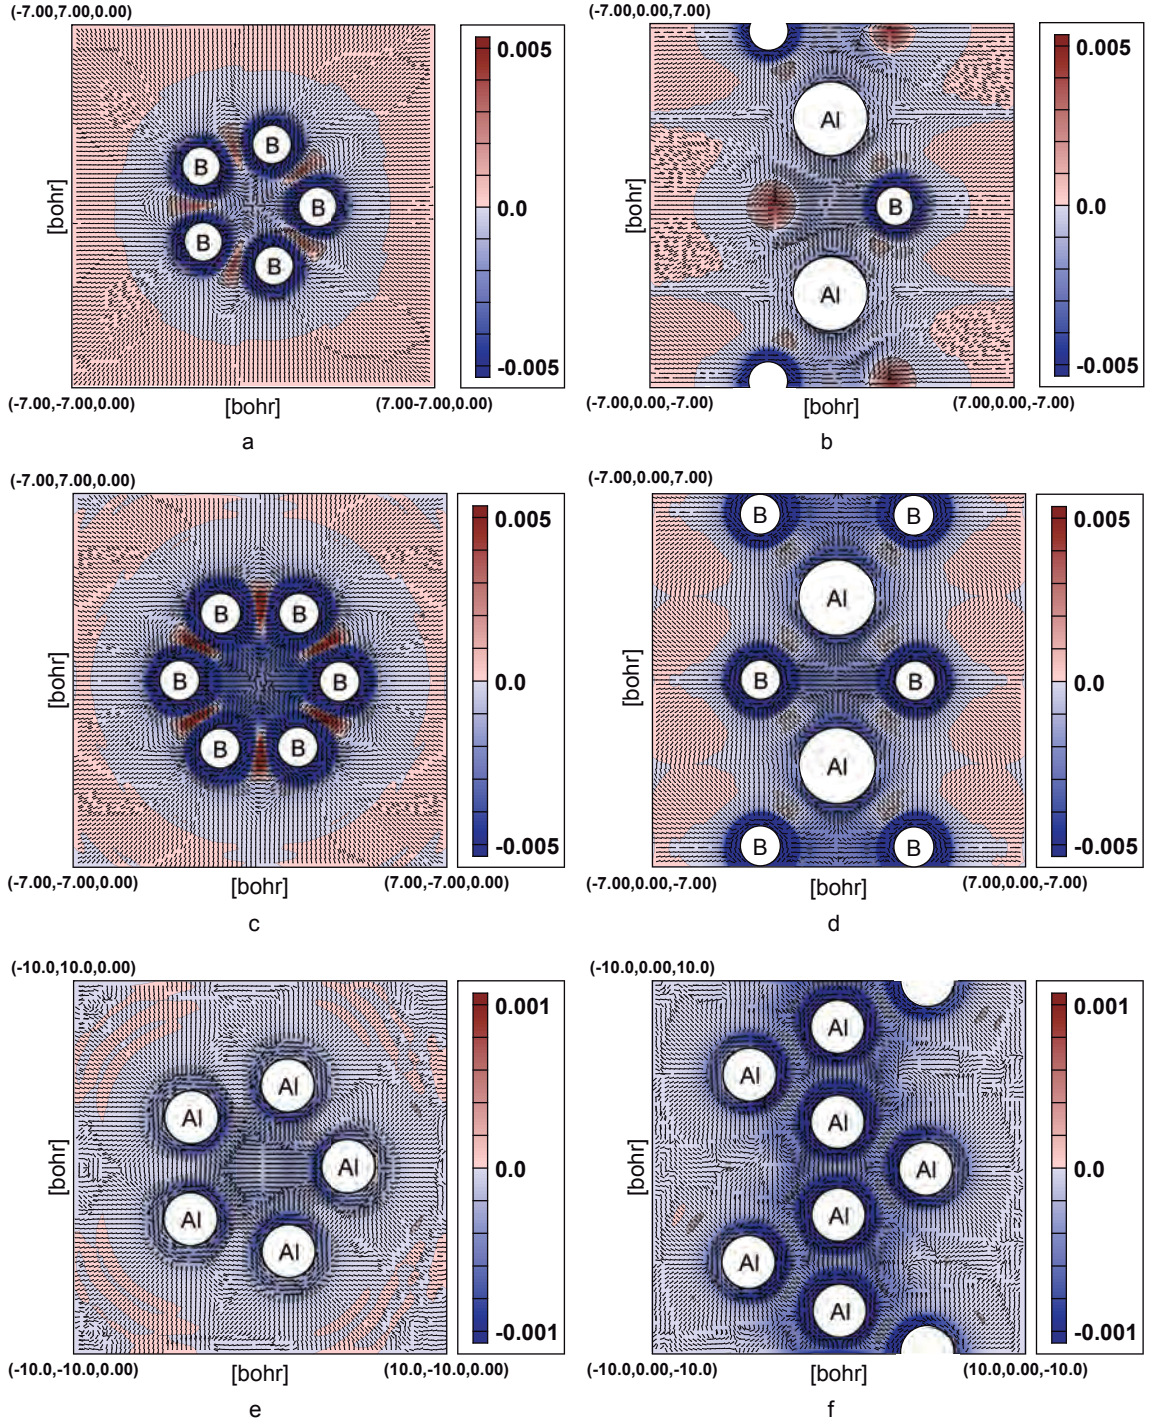 (-7.00,7.00,0.00)
B
B
B
B
B
[bohr]
[bohr]
(-7.00,-7.00,0.00)
(7.00-7.00,0.00)
0.005
0.0
-0.005
a
(-7.00,0.00,7.00)
Al
B
Al
[bohr]
[bohr]
(-7.00,0.00,-7.00)
(7.00,0.00,-7.00)
0.005
0.0
-0.005
b
(-7.00,7.00,0.00)
B
B
B
B
B
B
[bohr]
[bohr]
(-7.00,-7.00,0.00)
(7.00,-7.00,0.00)
0.005
0.0
-0.005
c
(-7.00,0.00,7.00)
B
B
Al
B
B
Al
B
B
[bohr]
[bohr]
(-7.00,0.00,-7.00)
(7.00,0.00,-7.00)
0.005
0.0
-0.005
d
(-10.0,10.0,0.00)
Al
Al
Al
Al
Al
[bohr]
[bohr]
(-10.0,-10.0,0.00)
(10.0,-10.0,0.00)
0.001
0.0
-0.001
e
(-10.0,0.00,10.0)
Al
Al
Al
Al
Al
Al
Al
[bohr]
[bohr]
(-10.0,0.00,-10.0)
(10.0,0.00,-10.0)
0.001
0.0
-0.001
f